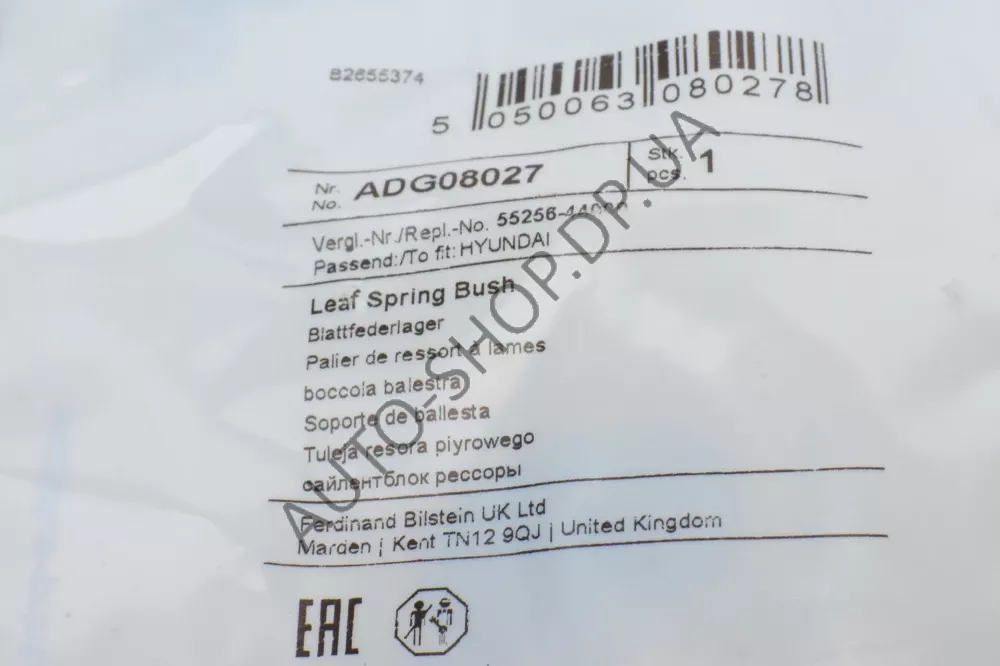 B2655374
5 050063 080278
Nr. No. ADG08027 Stk. pcs. 1
Vergl.-Nr./Repl.-No. 55256-44000
Passend:/To fit: HYUNDAI
Leaf Spring Bush
Blattfederlager
Palier de ressort à lames
boccola balestra
Soporte de ballesta
Tuleja resora piyrowego
сайлентблок рессоры
Ferdinand Bilstein UK Ltd
Marden | Kent TN12 9QJ | United Kingdom
EAC
AUTO-SHOP.DP.UA